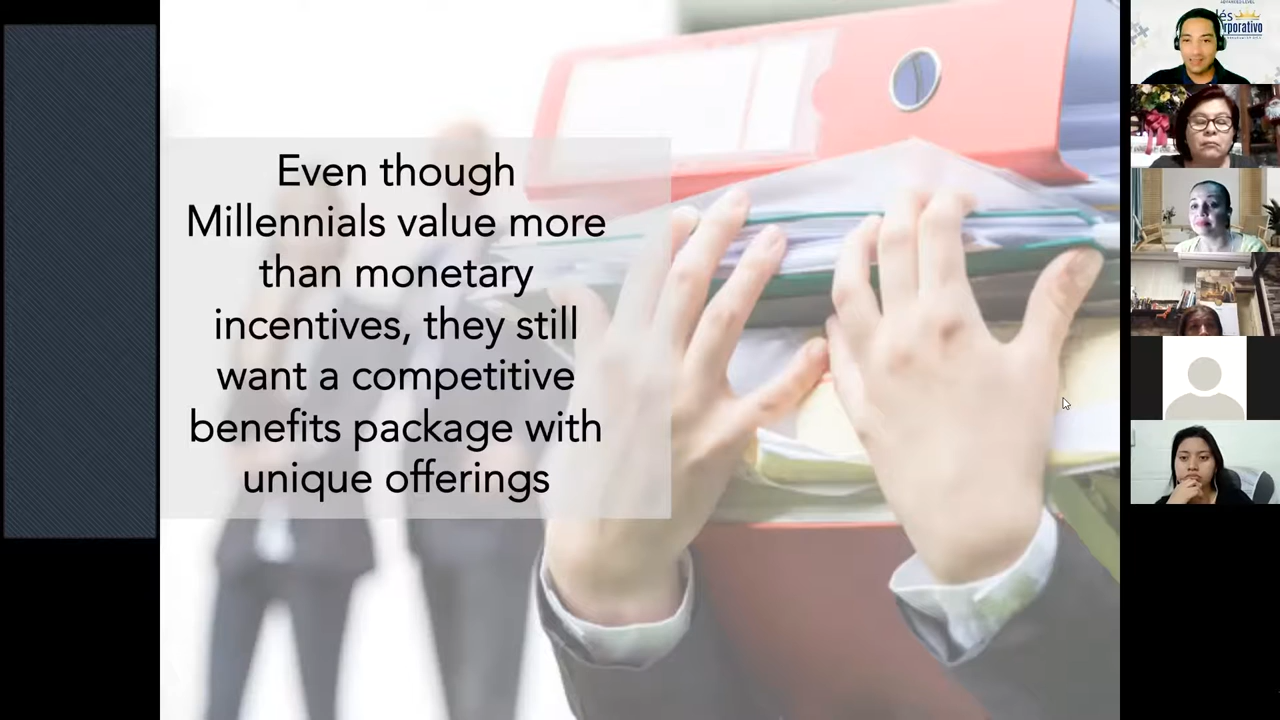 Even though
Millennials value more
than monetary
incentives, they still
want a competitive
benefits package with
unique offerings